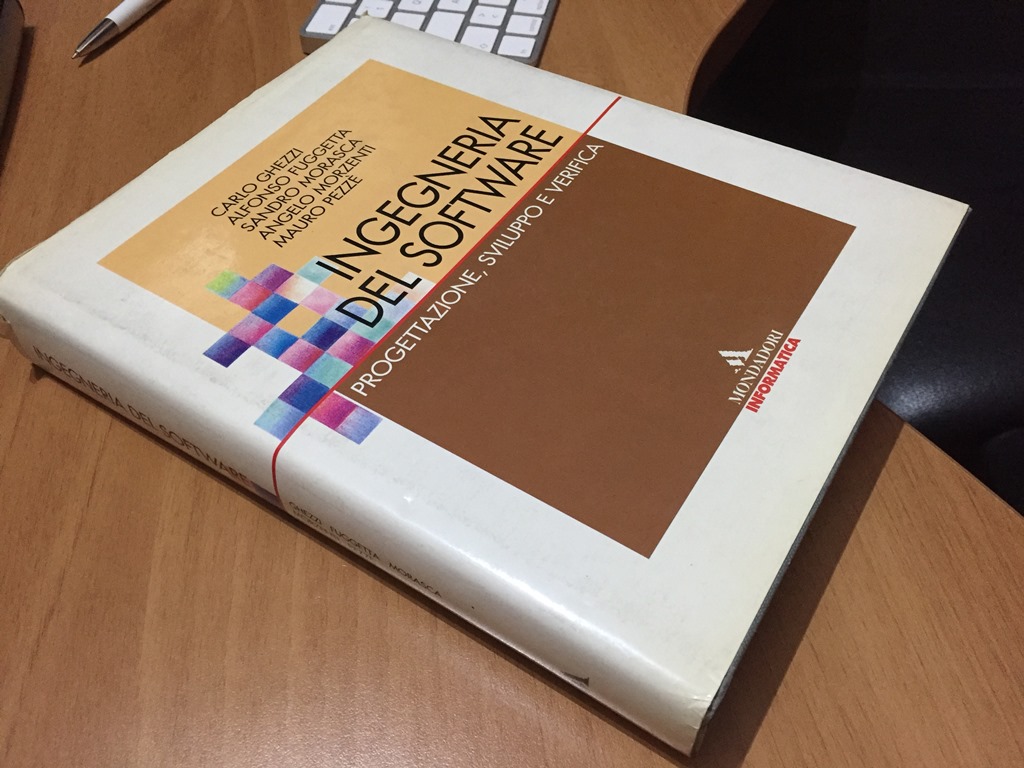 CARLO GHEZZI
ALFONSO FUGGETTA
SANDRO MORASCA
ANGELO MORZENTI
MAURO PEZZÈ
INGEGNERIA
DEL SOFTWARE
PROGETTAZIONE, SVILUPPO E VERIFICA
MONDADORI
INFORMATICA
INGEGNERIA DEL SOFTWARE
GHEZZI FUGGETTA MORASCA